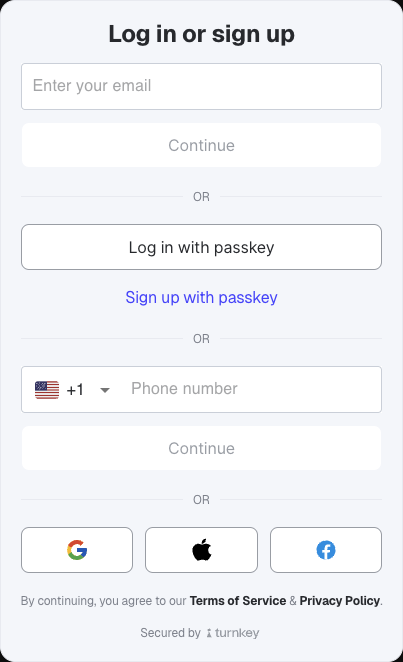 Log in or sign up
Enter your email
Continue
OR
Log in with passkey
Sign up with passkey
OR
+1 Phone number
Continue
OR
By continuing, you agree to our Terms of Service & Privacy Policy.
Secured by turnkey